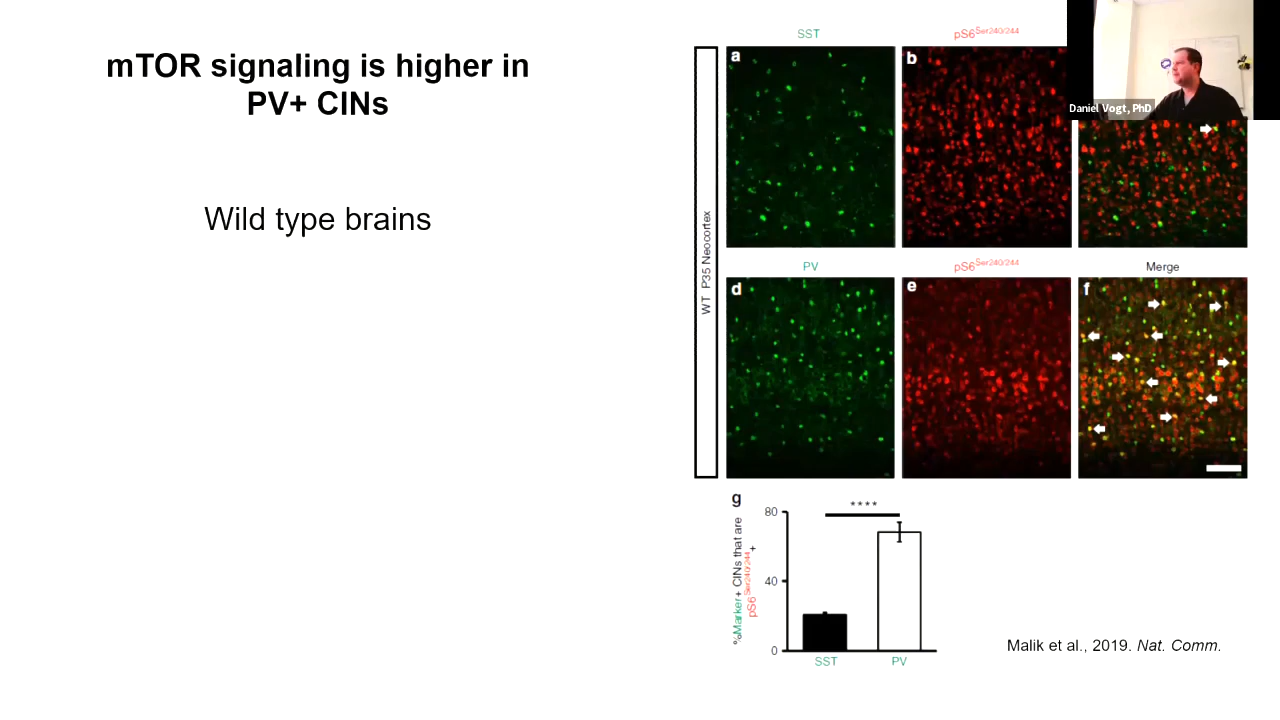 mTOR signaling is higher in
PV+ CINs
Wild type brains
SST
pS6Ser240/244
Daniel Vogt, PhD
a
b
WT P35 Neocortex
PV
pS6Ser240/244
Merge
d
e
f
g
****
80
40
0
%Marker+ CINs that are
pS6Ser240/244+
SST
PV
Malik et al., 2019. Nat. Comm.